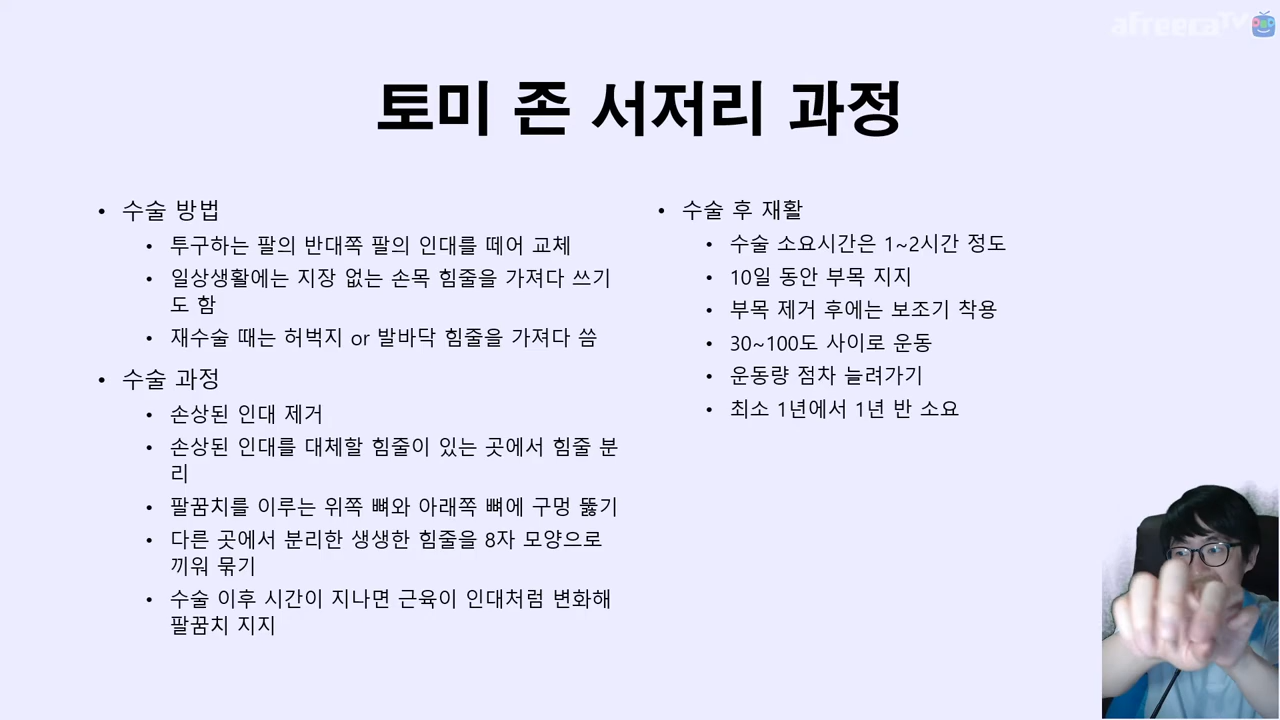 afreecaTV
토미 존 서저리 과정
• 수술 방법
• 투구하는 팔의 반대쪽 팔의 인대를 떼어 교체
• 일상생활에는 지장 없는 손목 힘줄을 가져다 쓰기
도 함
• 재수술 때는 허벅지 or 발바닥 힘줄을 가져다 씀
• 수술 과정
• 손상된 인대 제거
• 손상된 인대를 대체할 힘줄이 있는 곳에서 힘줄 분
리
• 팔꿈치를 이루는 위쪽 뼈와 아래쪽 뼈에 구멍 뚫기
• 다른 곳에서 분리한 생생한 힘줄을 8자 모양으로
끼워 묶기
• 수술 이후 시간이 지나면 근육이 인대처럼 변화해
팔꿈치 지지
• 수술 후 재활
• 수술 소요시간은 1~2시간 정도
• 10일 동안 부목 지지
• 부목 제거 후에는 보조기 착용
• 30~100도 사이로 운동
• 운동량 점차 늘려가기
• 최소 1년에서 1년 반 소요